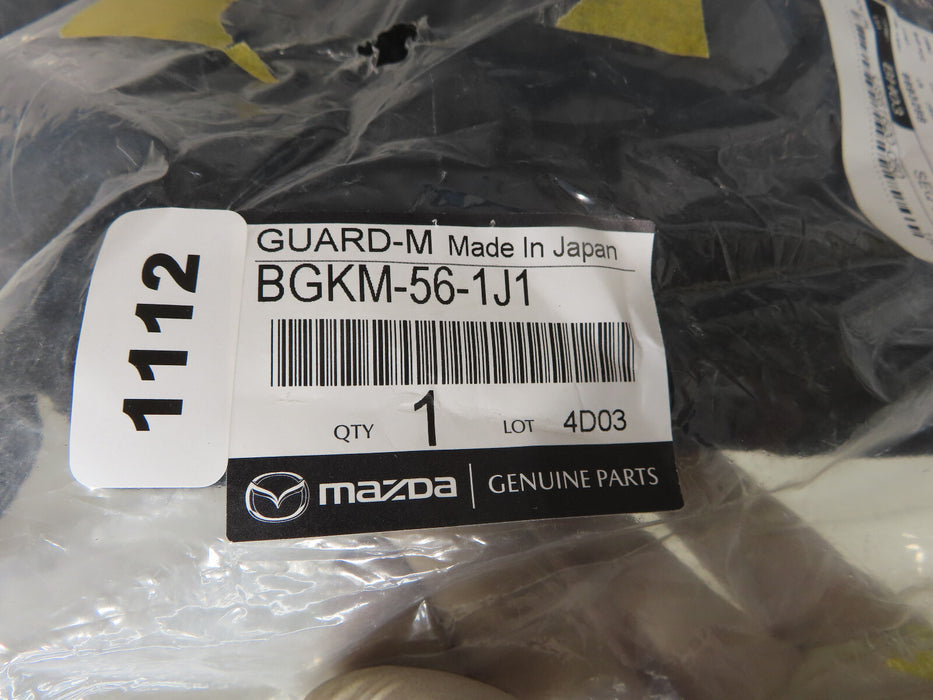 GUARD-M Made In Japan
BGKM-56-1J1
QTY 1 LOT 4D03
mazda GENUINE PARTS
1112